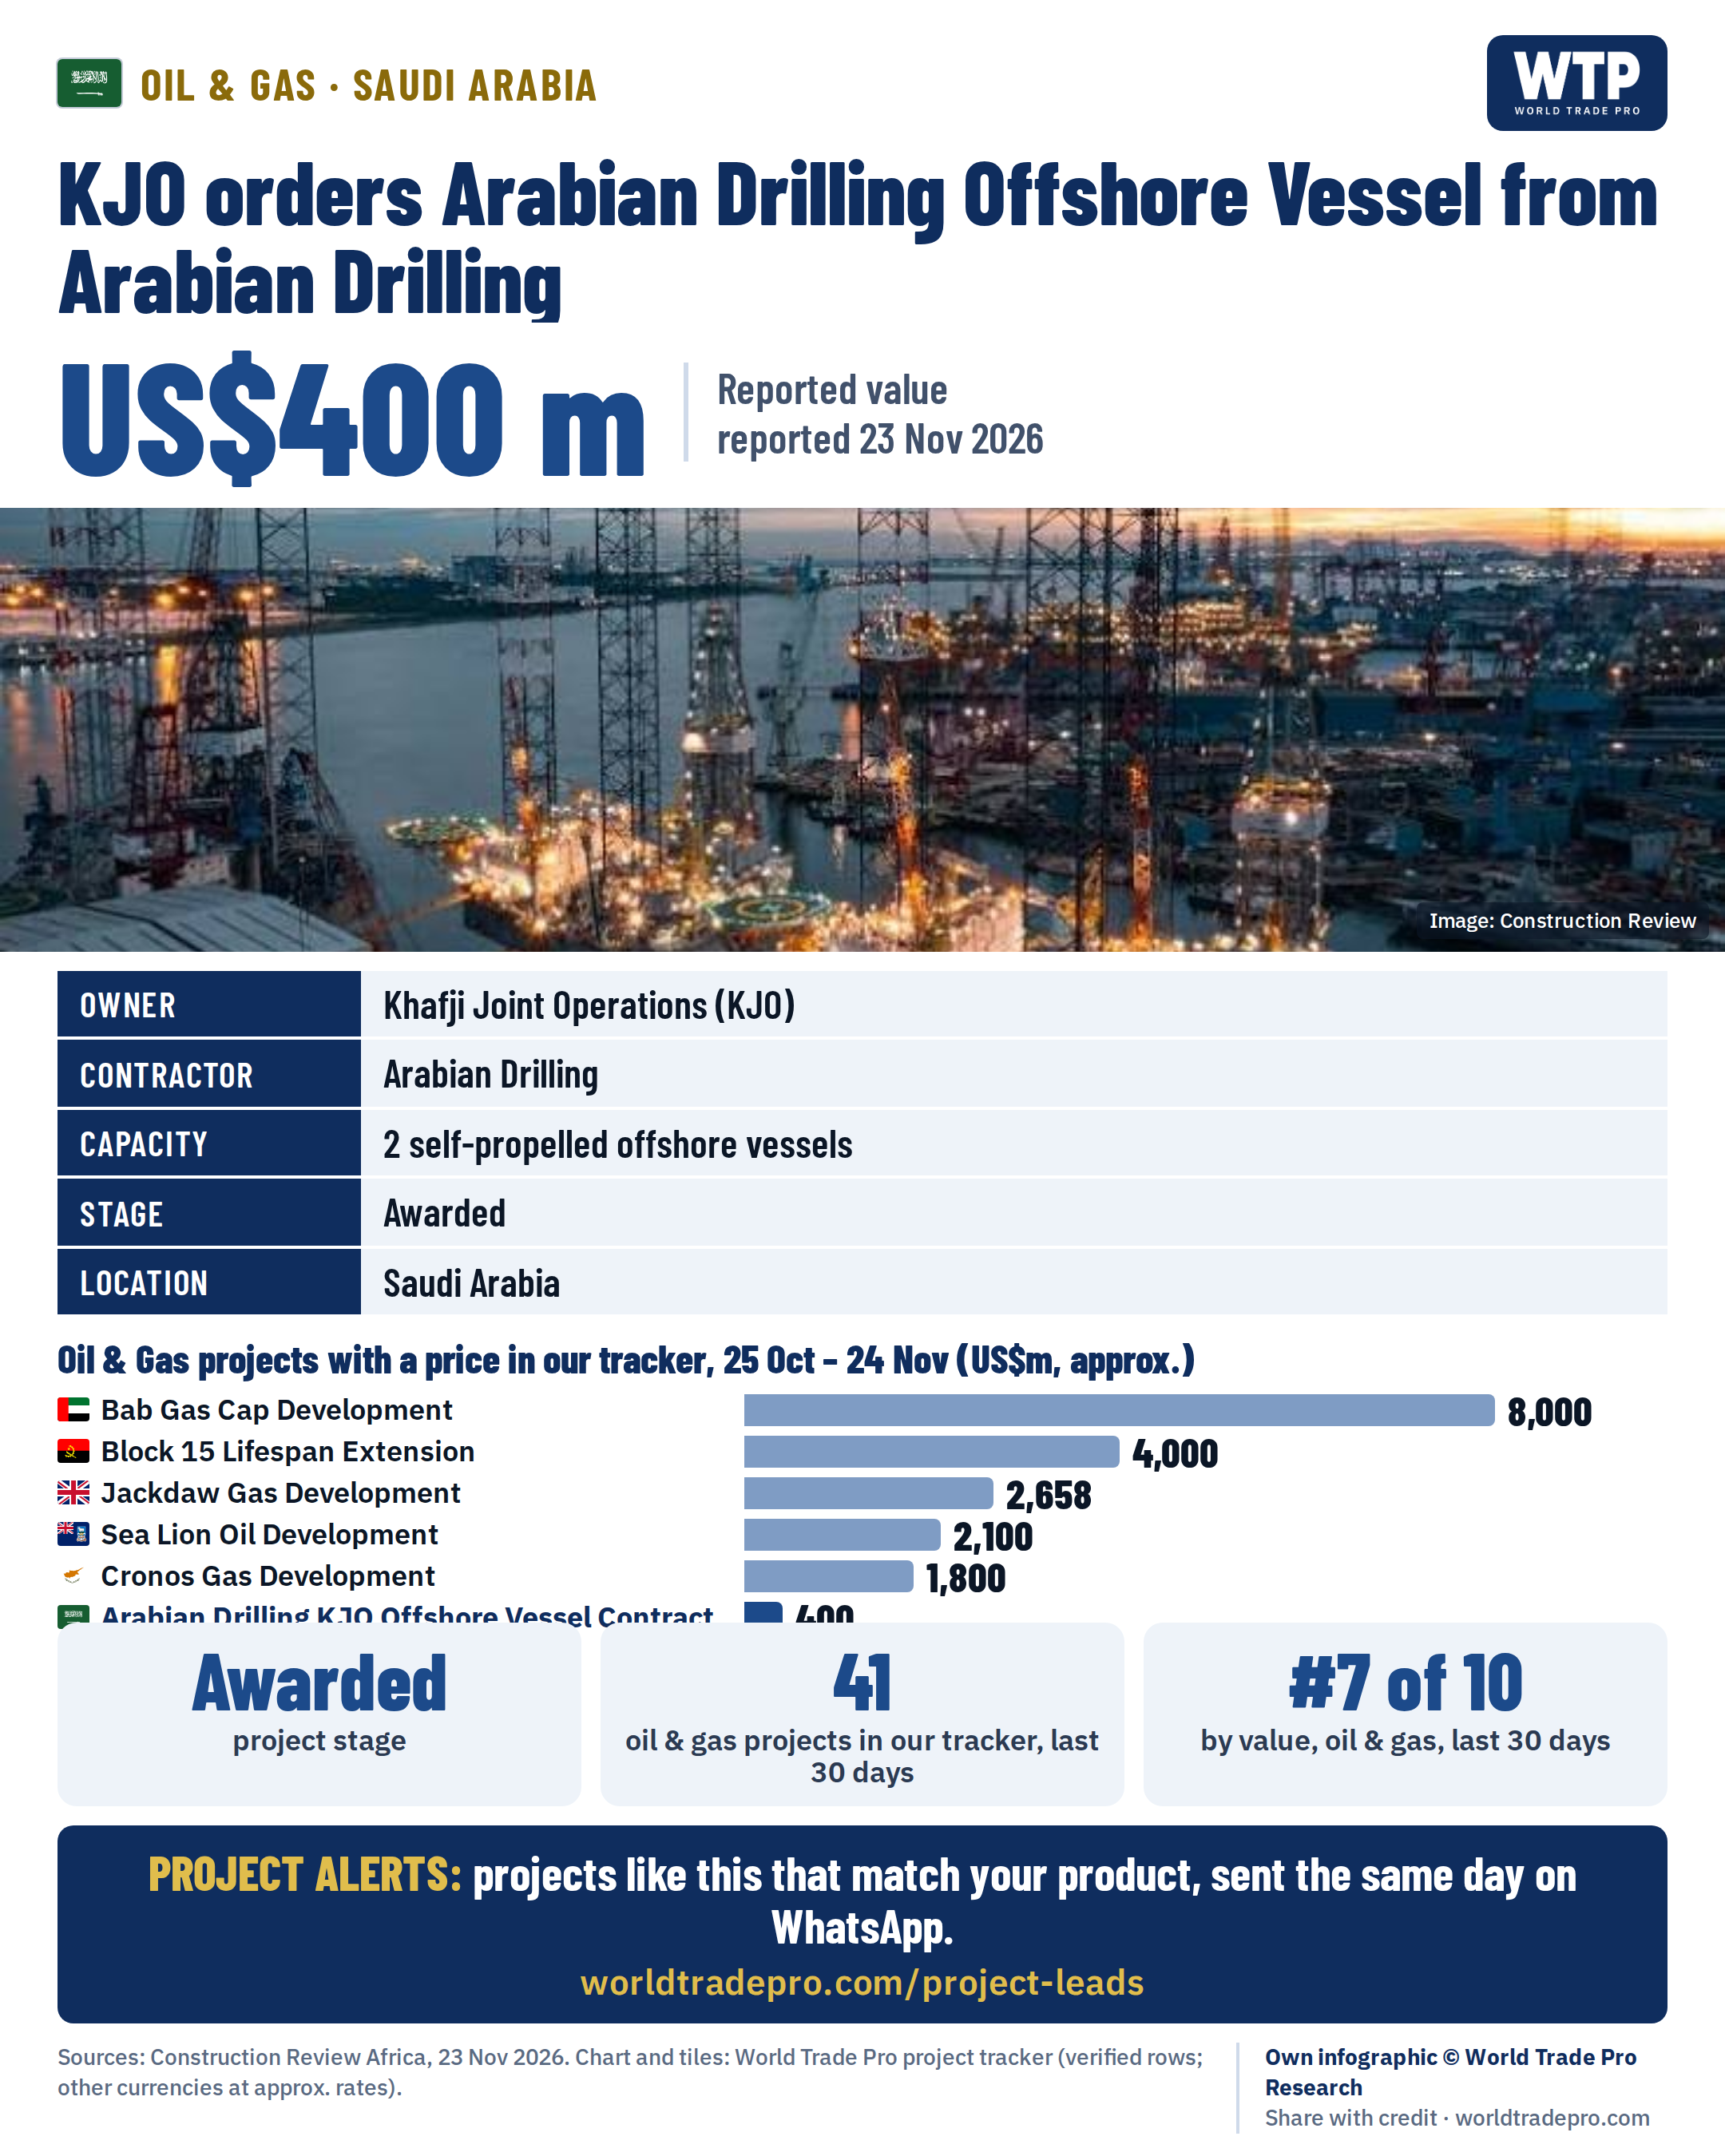 OIL & GAS · SAUDI ARABIA
WTP
WORLD TRADE PRO
KJO orders Arabian Drilling Offshore Vessel from
Arabian Drilling
US$400 m
Reported value
reported 23 Nov 2026
Image: Construction Review
OWNER
Khafji Joint Operations (KJO)
CONTRACTOR
Arabian Drilling
CAPACITY
2 self-propelled offshore vessels
STAGE
Awarded
LOCATION
Saudi Arabia
Oil & Gas projects with a price in our tracker, 25 Oct – 24 Nov (US$m, approx.)
Bab Gas Cap Development
8,000
Block 15 Lifespan Extension
4,000
Jackdaw Gas Development
2,658
Sea Lion Oil Development
2,100
Cronos Gas Development
1,800
Arabian Drilling KJO Offshore Vessel Contract
400
Awarded
project stage
41
oil & gas projects in our tracker, last
30 days
#7 of 10
by value, oil & gas, last 30 days
PROJECT ALERTS: projects like this that match your product, sent the same day on
WhatsApp.
worldtradepro.com/project-leads
Sources: Construction Review Africa, 23 Nov 2026. Chart and tiles: World Trade Pro project tracker (verified rows;
other currencies at approx. rates).
Own infographic © World Trade Pro
Research
Share with credit · worldtradepro.com